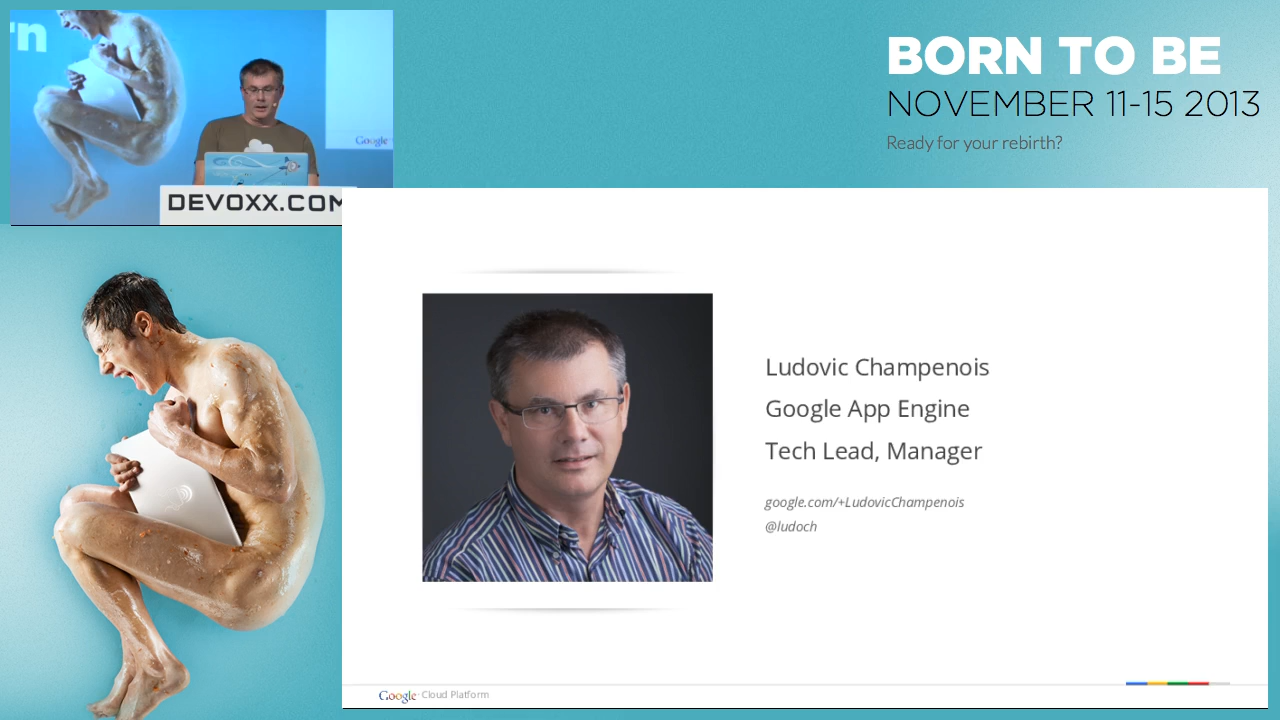 rn
Google
DEVOXX.COM
BORN TO BE
NOVEMBER 11-15 2013
Ready for your rebirth?
Ludovic Champenois
Google App Engine
Tech Lead, Manager
google.com/+LudovicChampenois
@ludoch
Google Cloud Platform